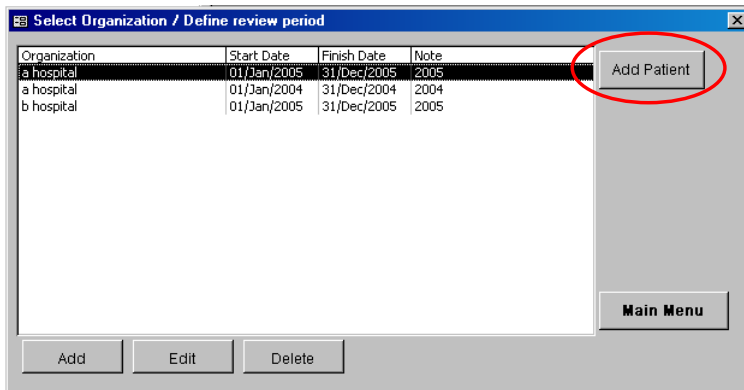 Select Organization / Define review period
Organization Start Date Finish Date Note
a hospital 01/Jan/2005 31/Dec/2005 2005
a hospital 01/Jan/2004 31/Dec/2004 2004
b hospital 01/Jan/2005 31/Dec/2005 2005
Add Patient
Main Menu
Add Edit Delete